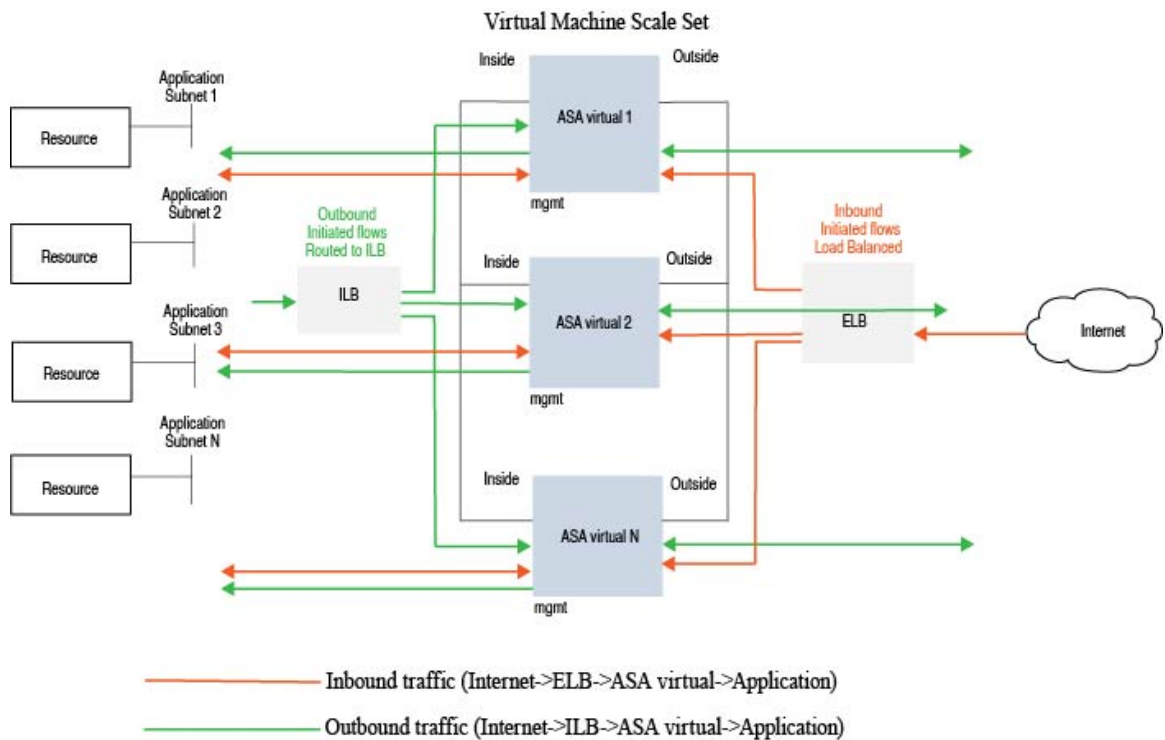 Virtual Machine Scale Set
Inside
Outside
Application
Subnet 1
Resource
ASA virtual 1
mgmt
Application
Subnet 2
Resource
Outbound
Initiated flows
Routed to ILB
ILB
Inside
Outside
ASA virtual 2
mgmt
Inbound
Initiated flows
Load Balanced
ELB
Internet
Application
Subnet 3
Resource
Application
Subnet N
Resource
Inside
Outside
ASA virtual N
mgmt
Inbound traffic (Internet->ELB->ASA virtual->Application)
Outbound traffic (Internet->ILB->ASA virtual->Application)